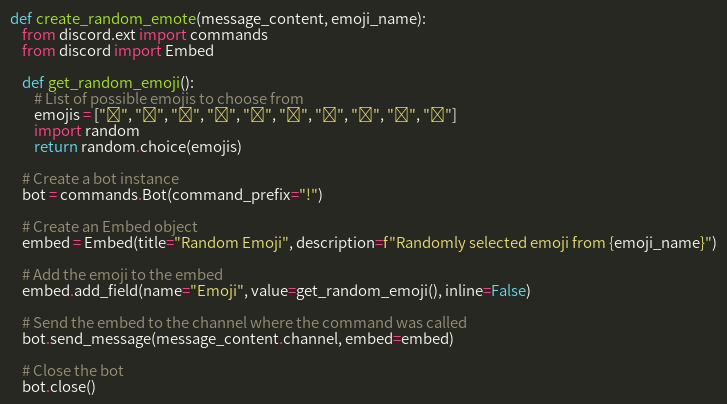 def create_random_emote(message_content, emoji_name):
    from discord.ext import commands
    from discord import Embed

    def get_random_emoji():
        # List of possible emojis to choose from
        emojis = ["", "", "", "", "", "", "", "", "", ""]
        import random
        return random.choice(emojis)

    # Create a bot instance
    bot = commands.Bot(command_prefix="!")

    # Create an Embed object
    embed = Embed(title="Random Emoji", description=f"Randomly selected emoji from {emoji_name}")

    # Add the emoji to the embed
    embed.add_field(name="Emoji", value=get_random_emoji(), inline=False)

    # Send the embed to the channel where the command was called
    bot.send_message(message_content.channel, embed=embed)

    # Close the bot
    bot.close()